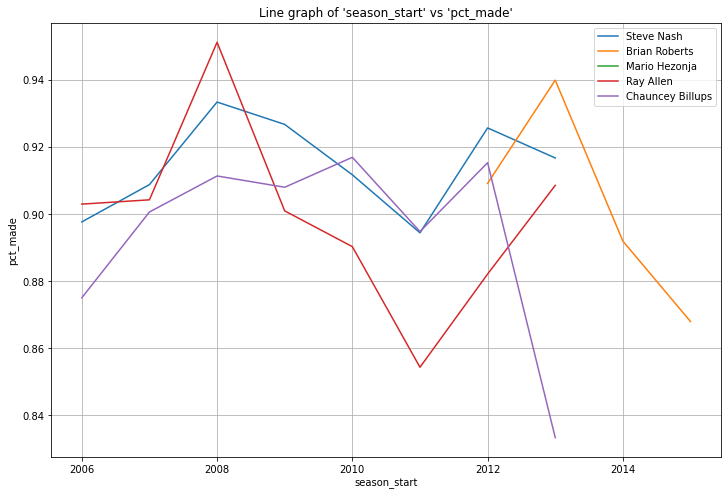 Line graph of 'season_start' vs 'pct_made'
Steve Nash
Brian Roberts
Mario Hezonja
Ray Allen
Chauncey Billups
0.94
0.92
0.90
0.88
0.86
0.84
pct_made
2006 2008 2010 2012 2014
season_start